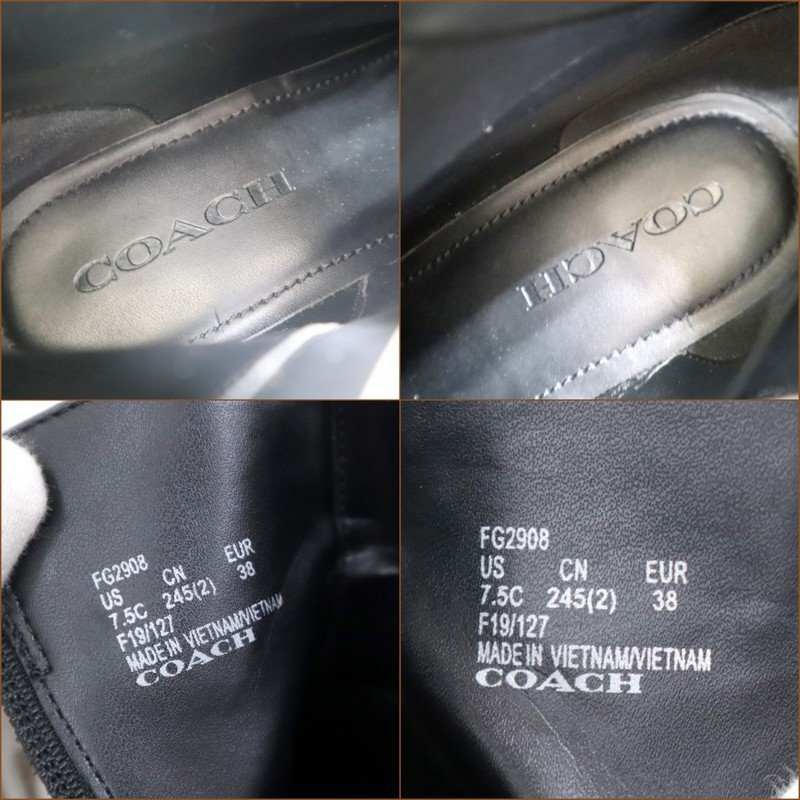 COACH
COACH
FG2908
US CN EUR
7.5C 245(2) 38
F19/127
MADE IN VIETNAM/VIETNAM
COACH
FG2908
US CN EUR
7.5C 245(2) 38
F19/127
MADE IN VIETNAM/VIETNAM
COACH